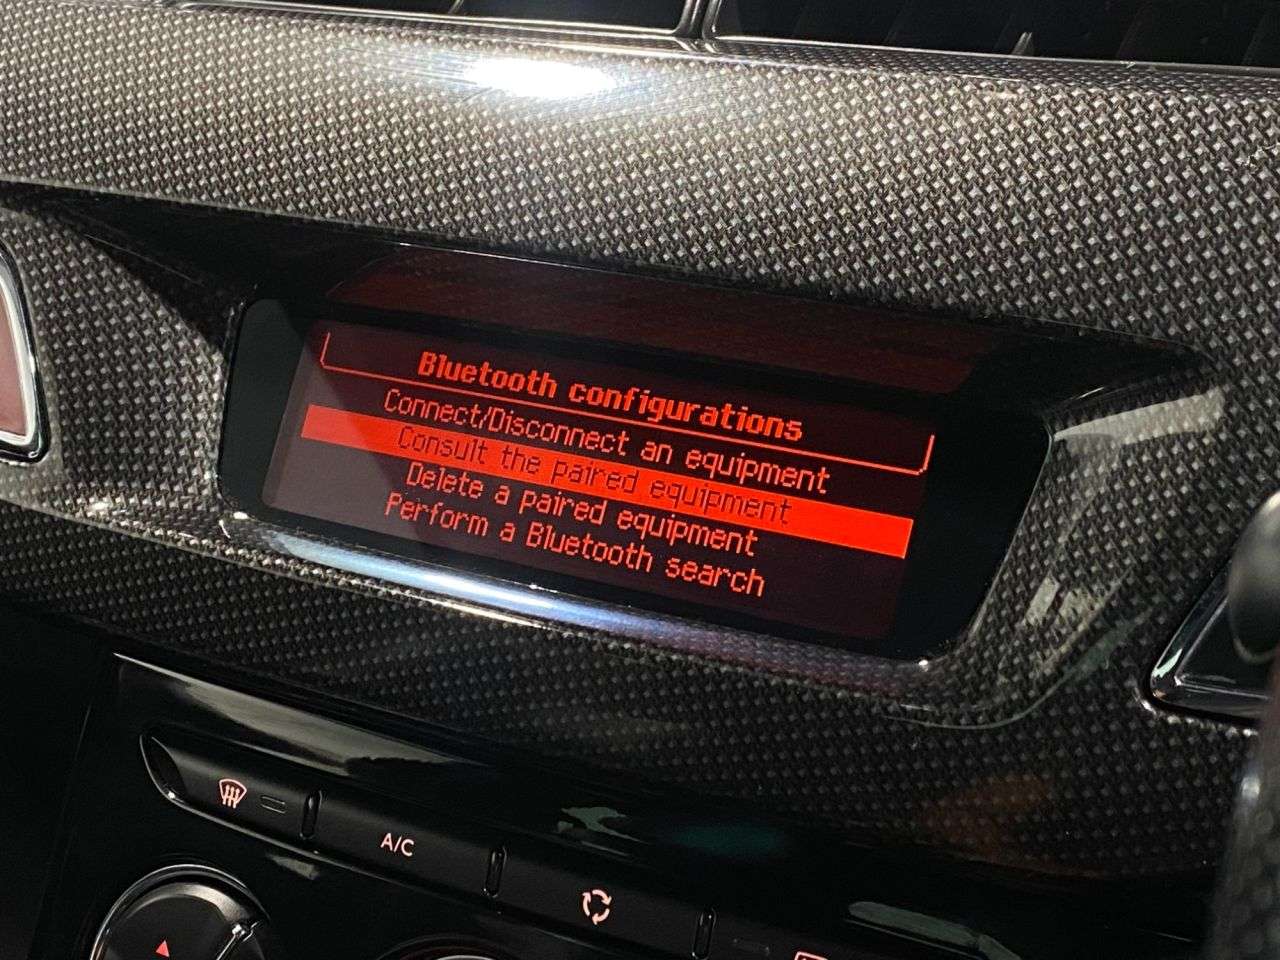 Bluetooth configurations
Connect/Disconnect an equipment
Consult the paired equipment
Delete a paired equipment
Perform a Bluetooth search
A/C